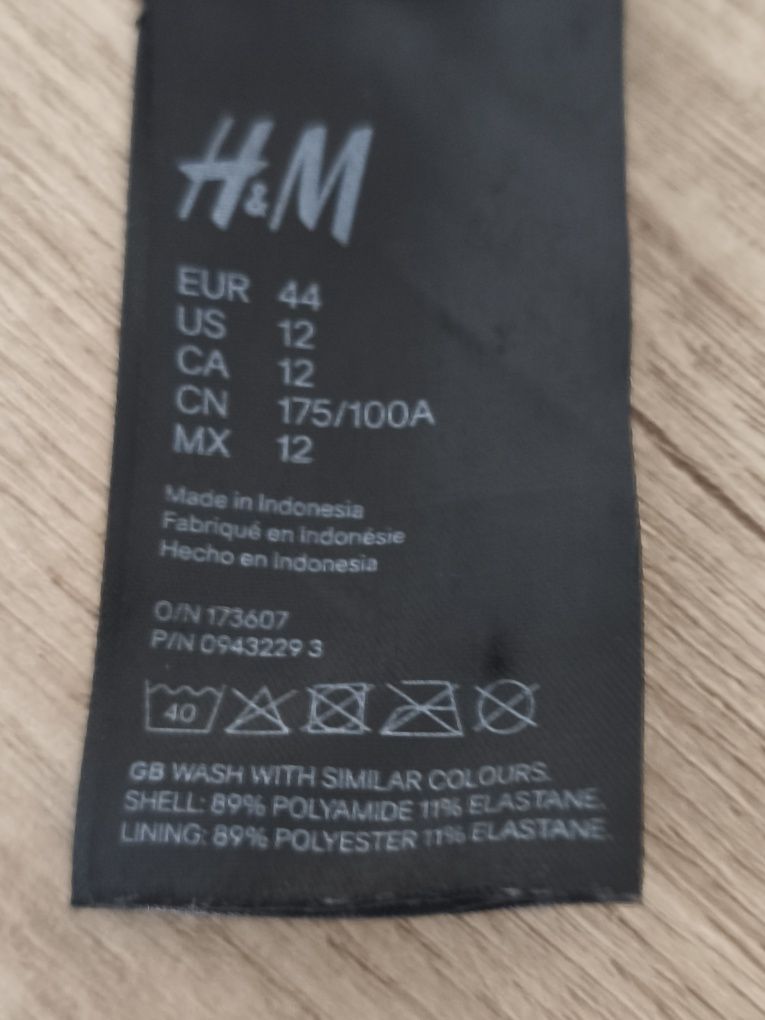 H&M
EUR 44
US 12
CA 12
CN 175/100A
MX 12
Made in Indonesia
Fabriqué en Indonésie
Hecho en Indonesia
O/N 173607
P/N 0943229 3
40
GB WASH WITH SIMILAR COLOURS.
SHELL: 89% POLYAMIDE 11% ELASTANE.
LINING: 89% POLYESTER 11% ELASTANE.